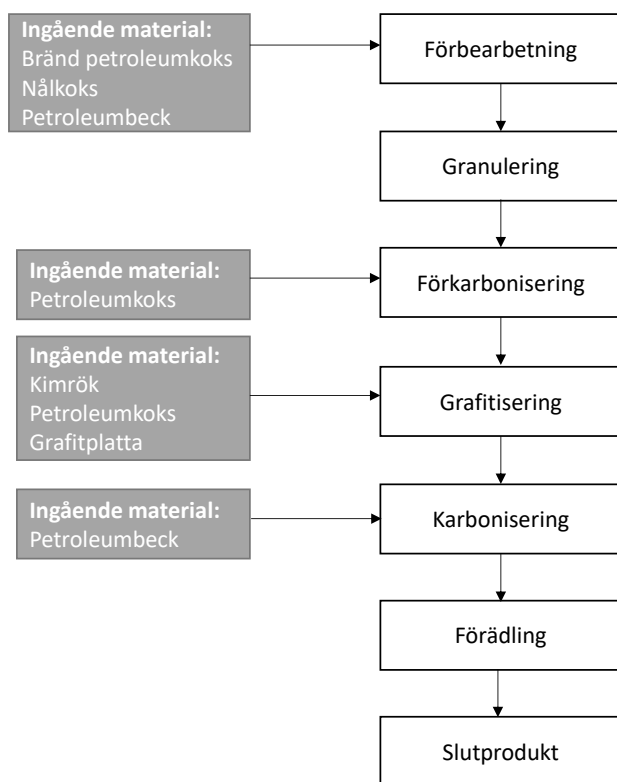 Ingående material:
Bränd petroleumkoks
Nålkoks
Petroleumbeck
Förbearbetning
Granulering
Ingående material:
Petroleumkoks
Förkarbonisering
Ingående material:
Kimrök
Petroleumkoks
Grafitplatta
Grafitisering
Ingående material:
Petroleumbeck
Karbonisering
Förädling
Slutprodukt